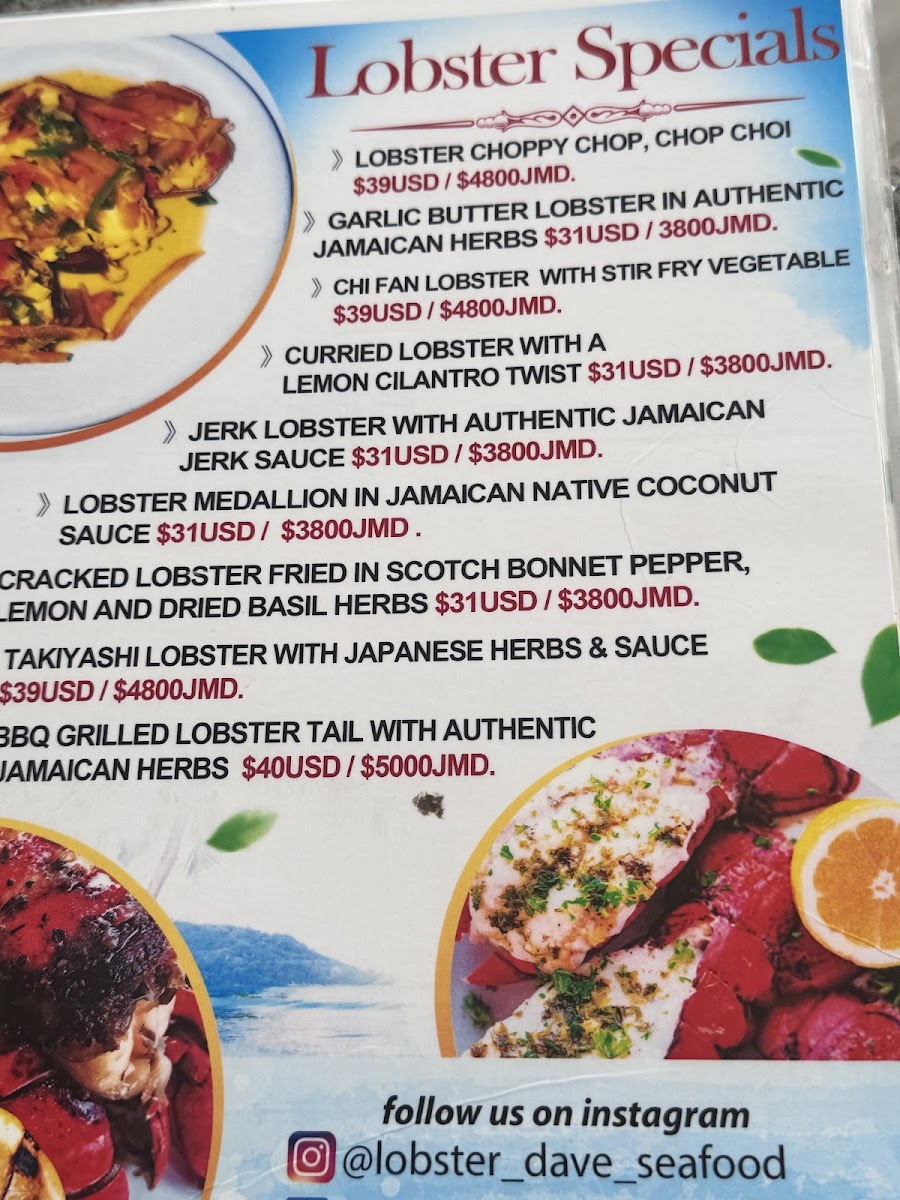 Lobster Specials
》 LOBSTER CHOPPY CHOP, CHOP CHOI
$39USD / $4800JMD.
》 GARLIC BUTTER LOBSTER IN AUTHENTIC
JAMAICAN HERBS $31USD / 3800JMD.
》 CHI FAN LOBSTER WITH STIR FRY VEGETABLE
$39USD / $4800JMD.
》 CURRIED LOBSTER WITH A
LEMON CILANTRO TWIST $31USD / $3800JMD.
》 JERK LOBSTER WITH AUTHENTIC JAMAICAN
JERK SAUCE $31USD / $3800JMD.
》 LOBSTER MEDALLION IN JAMAICAN NATIVE COCONUT
SAUCE $31USD / $3800JMD .
CRACKED LOBSTER FRIED IN SCOTCH BONNET PEPPER,
LEMON AND DRIED BASIL HERBS $31USD / $3800JMD.
TAKIYASHI LOBSTER WITH JAPANESE HERBS & SAUCE
$39USD / $4800JMD.
BBQ GRILLED LOBSTER TAIL WITH AUTHENTIC
JAMAICAN HERBS $40USD / $5000JMD.
follow us on instagram
@lobster_dave_seafood